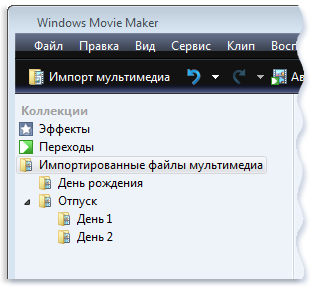 Windows Movie Maker
Файл Правка Вид Сервис Клип
Импорт мультимедиа
Коллекции
Эффекты
Переходы
Импортированные файлы мультимедиа
День рождения
Отпуск
День 1
День 2